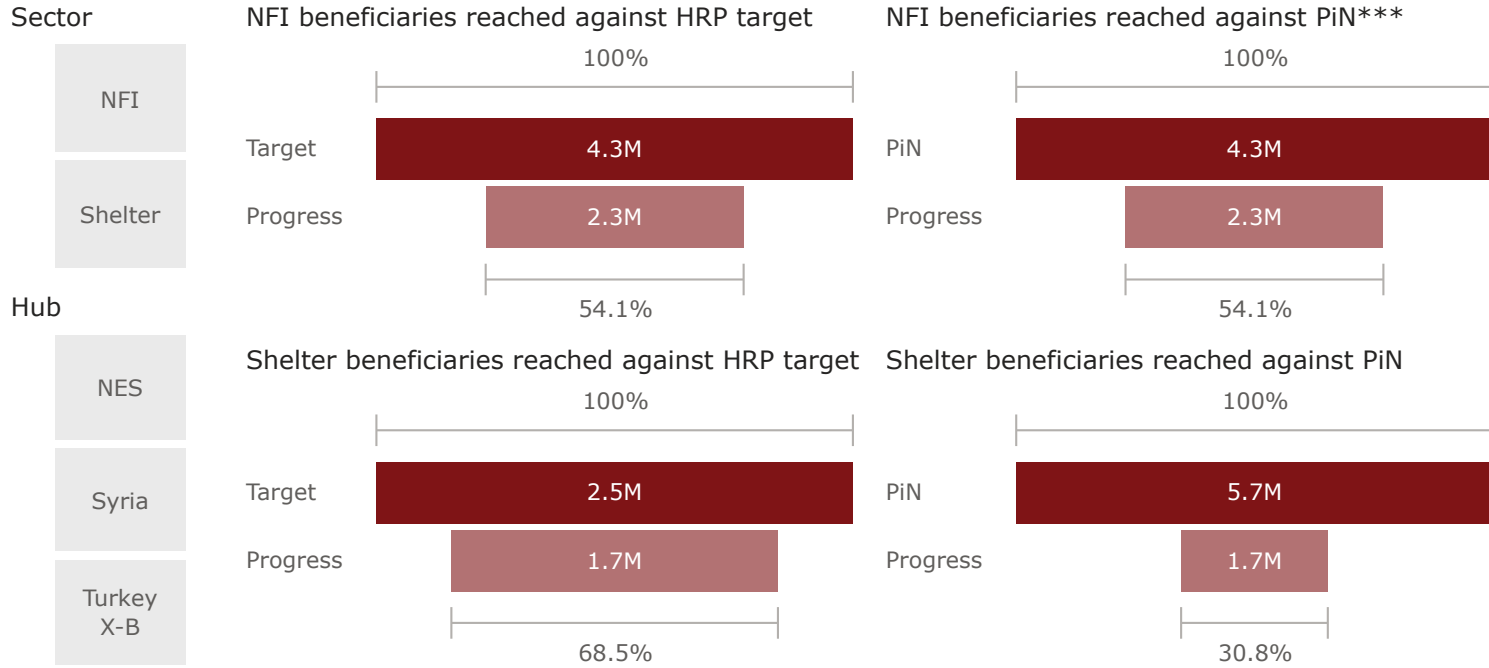 Sector
NFI
Shelter
Hub
NES
Syria
Turkey
X-B
NFI beneficiaries reached against HRP target
100%
Target
4.3M
Progress
2.3M
54.1%
NFI beneficiaries reached against PiN***
100%
PiN
4.3M
Progress
2.3M
54.1%
Shelter beneficiaries reached against HRP target
100%
Target
2.5M
Progress
1.7M
68.5%
Shelter beneficiaries reached against PiN
100%
PiN
5.7M
Progress
1.7M
30.8%